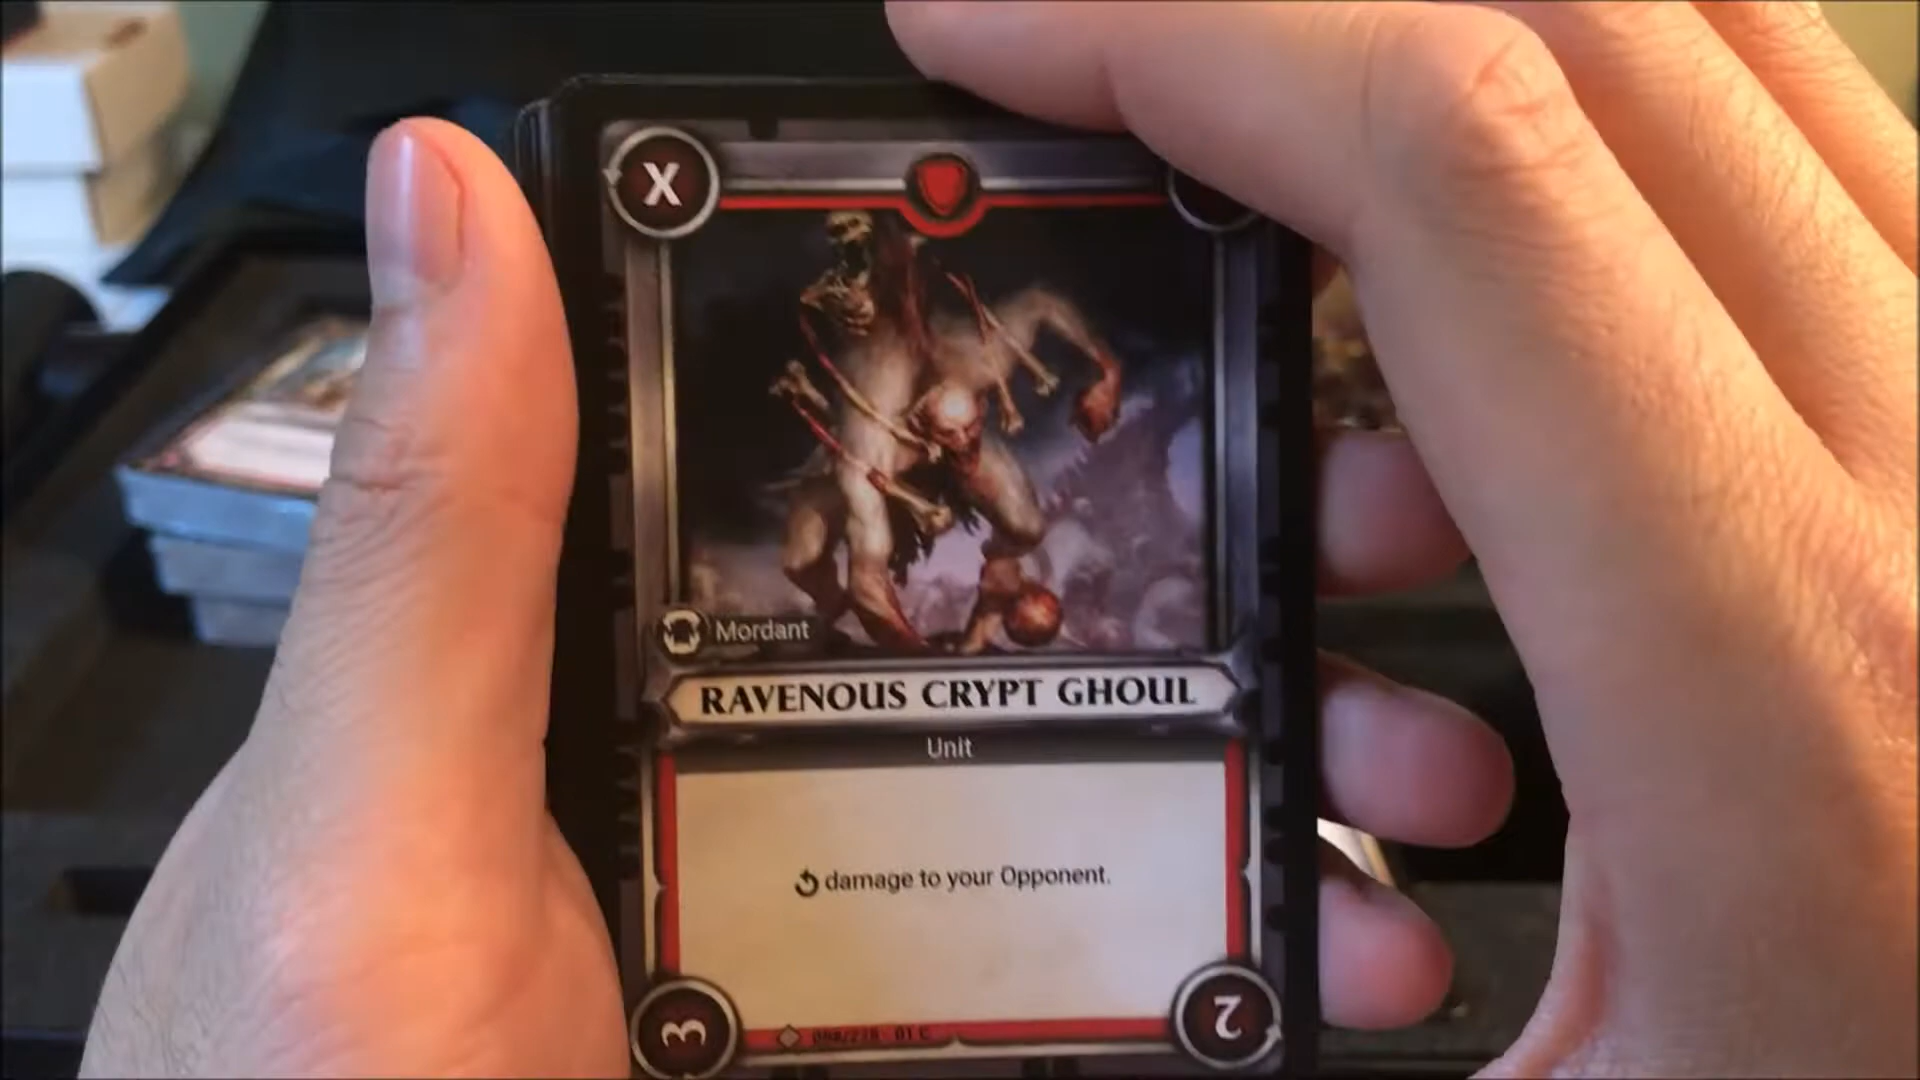 X
Mordant
RAVENOUS CRYPT GHOUL
Unit
damage to your Opponent.
3
2